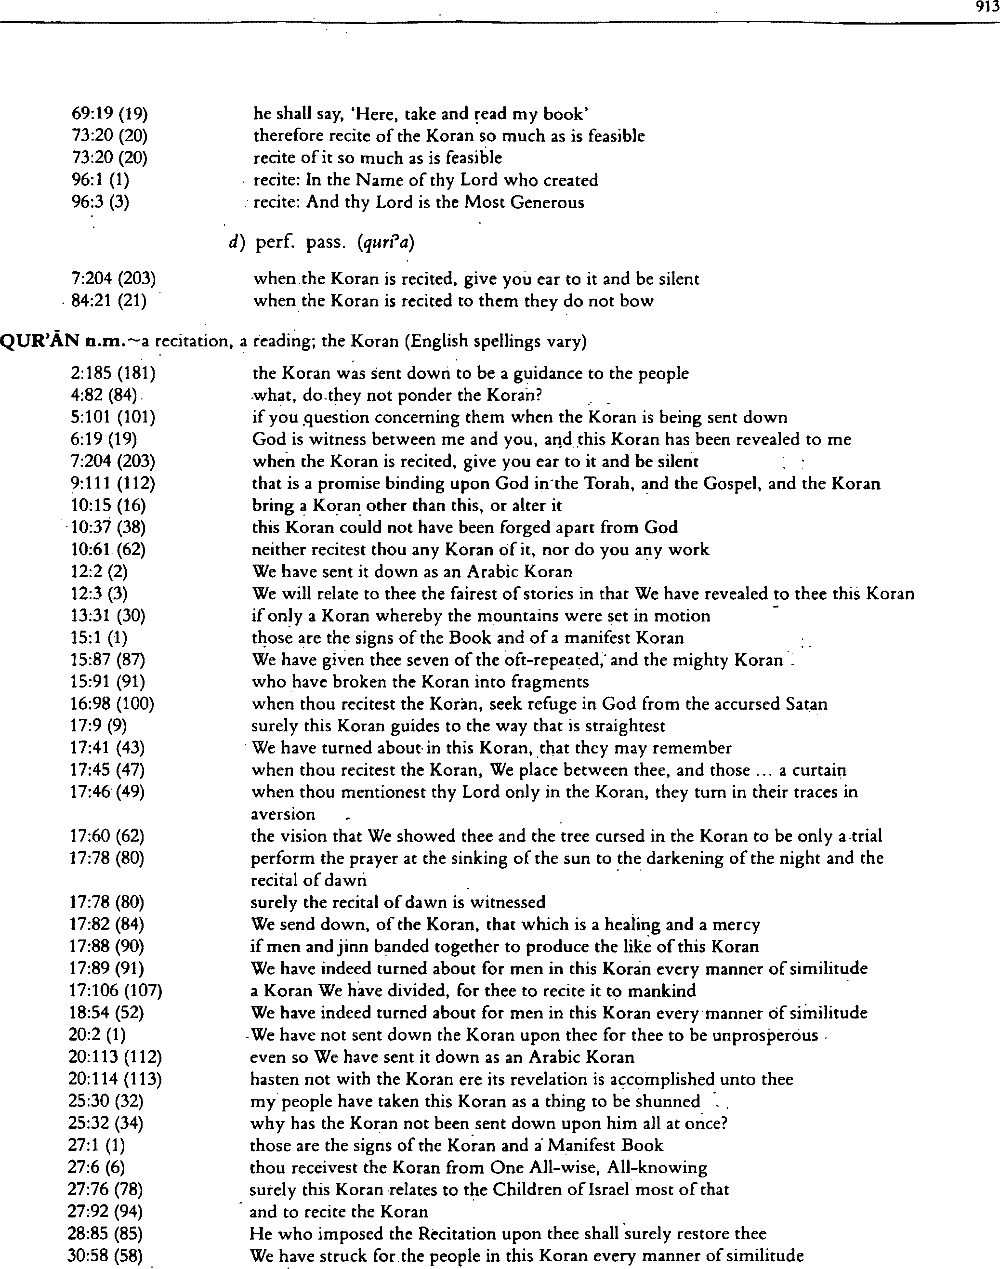 913
69:19 (19) he shall say, 'Here, take and read my book'
73:20 (20) therefore recite of the Koran so much as is feasible
73:20 (20) recite of it so much as is feasible
96:1 (1) recite: In the Name of thy Lord who created
96:3 (3) recite: And thy Lord is the Most Generous
d) perf. pass. (quriʾa)
7:204 (203) when the Koran is recited, give you ear to it and be silent
84:21 (21) when the Koran is recited to them they do not bow
QUR'ĀN n.m.~a recitation, a reading; the Koran (English spellings vary)
2:185 (181) the Koran was sent down to be a guidance to the people
4:82 (84) what, do they not ponder the Koran?
5:101 (101) if you question concerning them when the Koran is being sent down
6:19 (19) God is witness between me and you, and this Koran has been revealed to me
7:204 (203) when the Koran is recited, give you ear to it and be silent
9:111 (112) that is a promise binding upon God in the Torah, and the Gospel, and the Koran
10:15 (16) bring a Koran other than this, or alter it
10:37 (38) this Koran could not have been forged apart from God
10:61 (62) neither recitest thou any Koran of it, nor do you any work
12:2 (2) We have sent it down as an Arabic Koran
12:3 (3) We will relate to thee the fairest of stories in that We have revealed to thee this Koran
13:31 (30) if only a Koran whereby the mountains were set in motion
15:1 (1) those are the signs of the Book and of a manifest Koran
15:87 (87) We have given thee seven of the oft-repeated, and the mighty Koran
15:91 (91) who have broken the Koran into fragments
16:98 (100) when thou recitest the Koran, seek refuge in God from the accursed Satan
17:9 (9) surely this Koran guides to the way that is straightest
17:41 (43) We have turned about in this Koran, that they may remember
17:45 (47) when thou recitest the Koran, We place between thee, and those ... a curtain
17:46 (49) when thou mentionest thy Lord only in the Koran, they turn in their traces in
aversion
17:60 (62) the vision that We showed thee and the tree cursed in the Koran to be only a trial
17:78 (80) perform the prayer at the sinking of the sun to the darkening of the night and the
recital of dawn
17:78 (80) surely the recital of dawn is witnessed
17:82 (84) We send down, of the Koran, that which is a healing and a mercy
17:88 (90) if men and jinn banded together to produce the like of this Koran
17:89 (91) We have indeed turned about for men in this Koran every manner of similitude
17:106 (107) a Koran We have divided, for thee to recite it to mankind
18:54 (52) We have indeed turned about for men in this Koran every manner of similitude
20:2 (1) We have not sent down the Koran upon thee for thee to be unprosperous
20:113 (112) even so We have sent it down as an Arabic Koran
20:114 (113) hasten not with the Koran ere its revelation is accomplished unto thee
25:30 (32) my people have taken this Koran as a thing to be shunned
25:32 (34) why has the Koran not been sent down upon him all at once?
27:1 (1) those are the signs of the Koran and a Manifest Book
27:6 (6) thou receivest the Koran from One All-wise, All-knowing
27:76 (78) surely this Koran relates to the Children of Israel most of that
27:92 (94) and to recite the Koran
28:85 (85) He who imposed the Recitation upon thee shall surely restore thee
30:58 (58) We have struck for the people in this Koran every manner of similitude